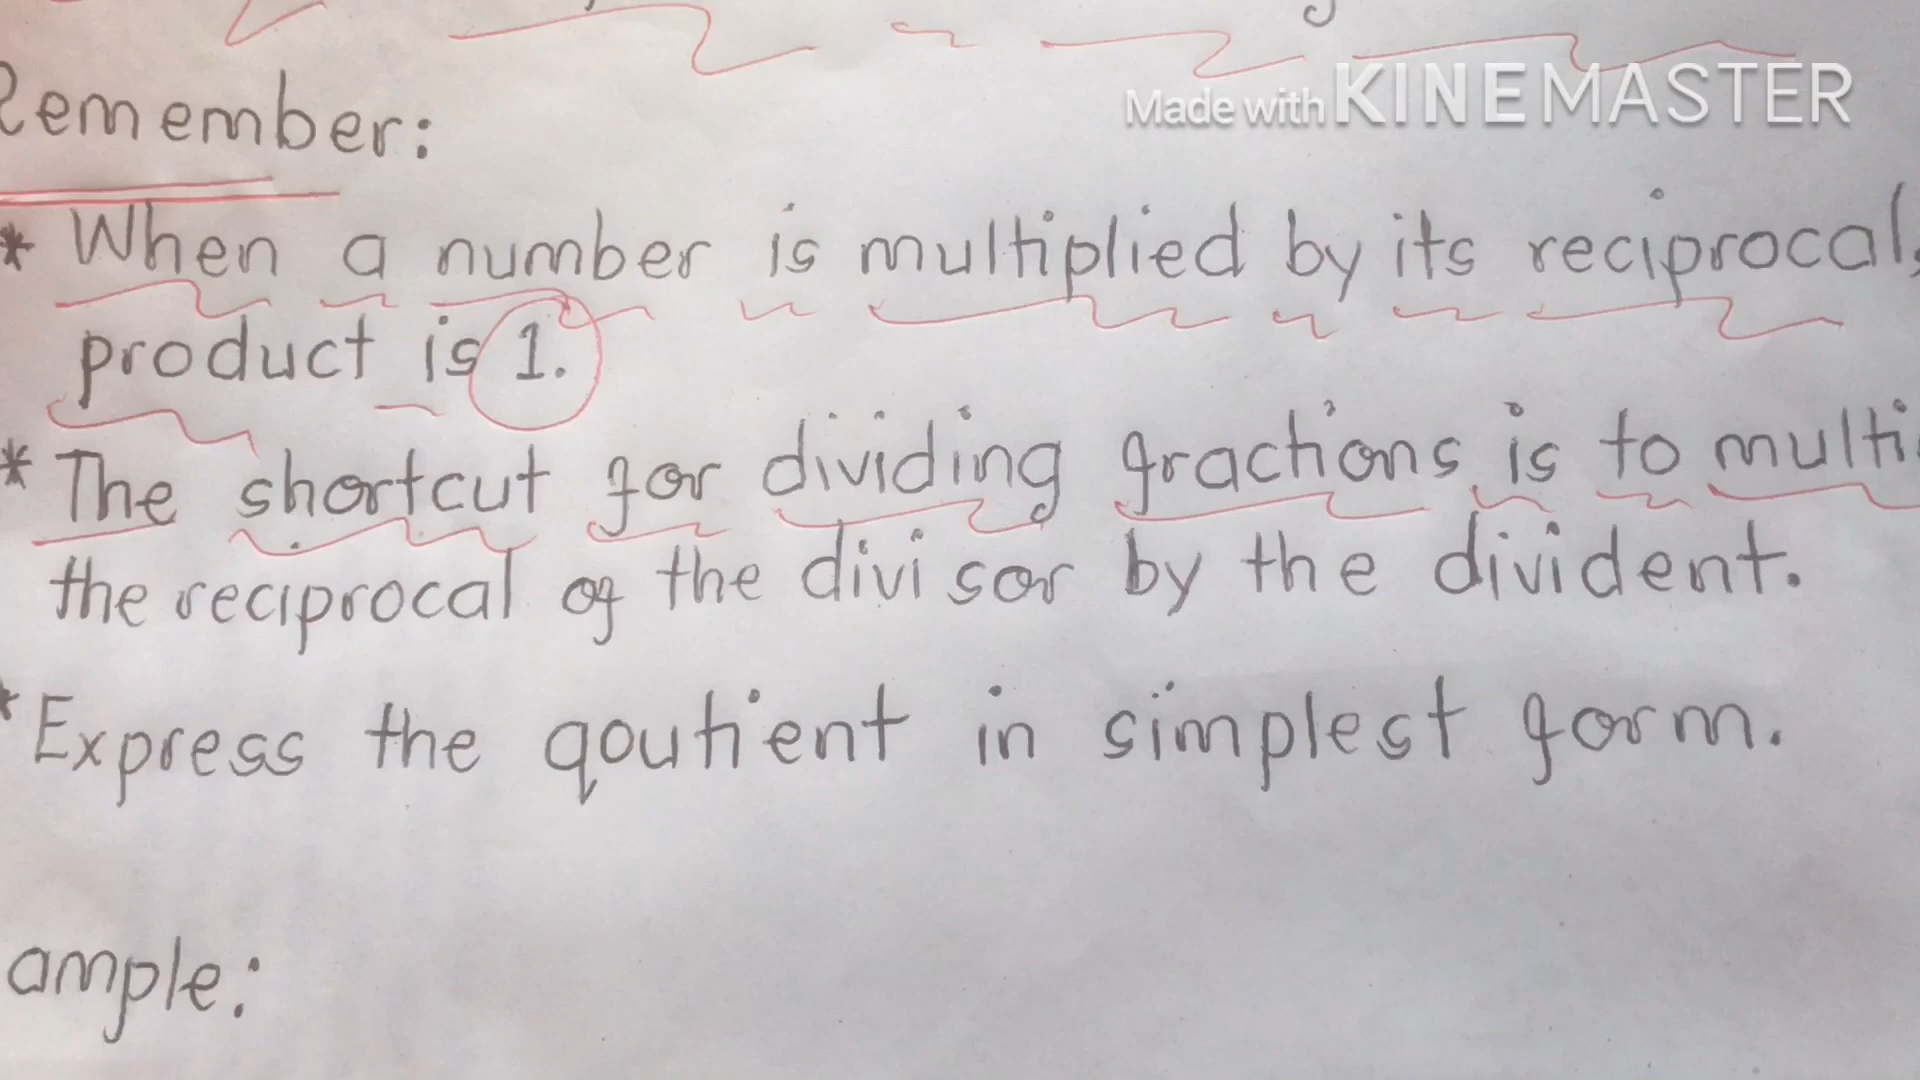 Remember:
Made with KINEMASTER
* When a number is multiplied by its reciprocal,
product is 1.
* The shortcut for dividing fractions is to multi
the reciprocal of the divisor by the divident.
* Express the qoutient in simplest form.
ample: